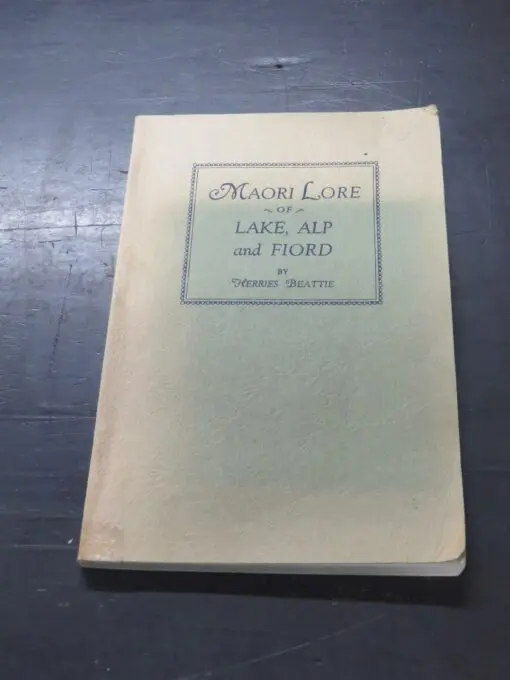 MAORI LORE
OF
LAKE, ALP
and FIORD
BY
HERRIES BEATTIE